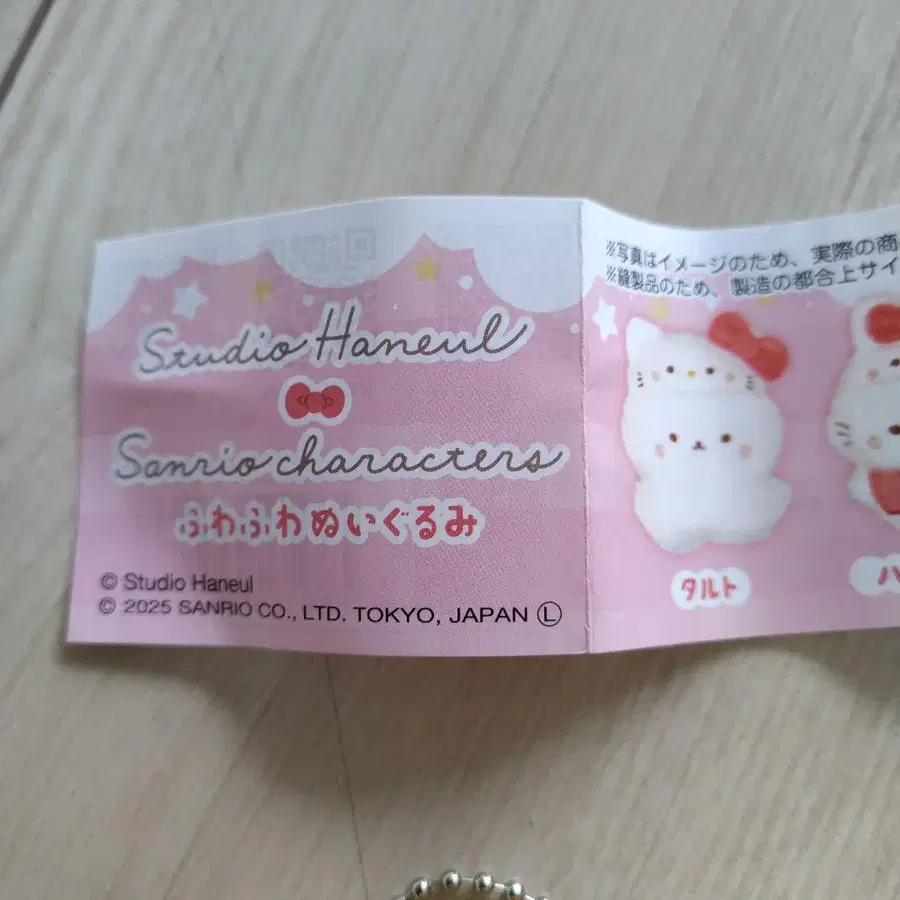 Studio Haneul
Sanrio characters
ふわふわぬいぐるみ
© Studio Haneul
© 2025 SANRIO CO., LTD. TOKYO, JAPAN Ⓛ
※写真はイメージのため、実際の商
※縫製品のため、製造の都合上サイ
タルト
ハ